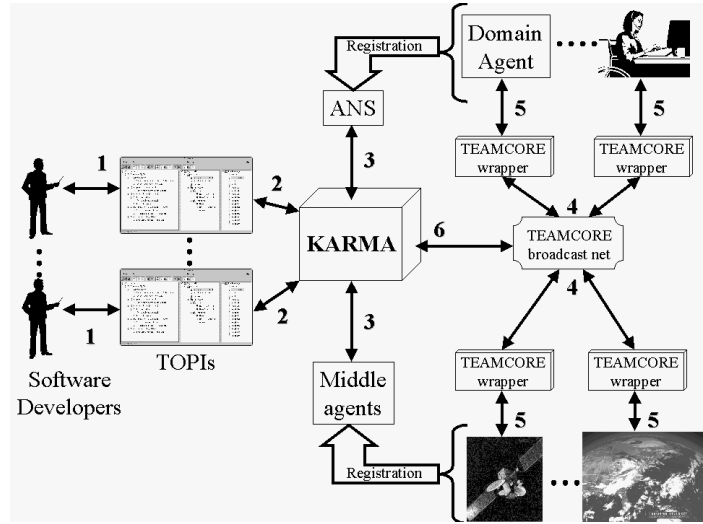 Registration
Domain
Agent
ANS
5
5
TEAMCORE
wrapper
TEAMCORE
wrapper
1
2
3
4
KARMA
6
TEAMCORE
broadcast net
4
1
2
3
TOPIs
Software
Developers
Middle
agents
TEAMCORE
wrapper
TEAMCORE
wrapper
5
5
Registration